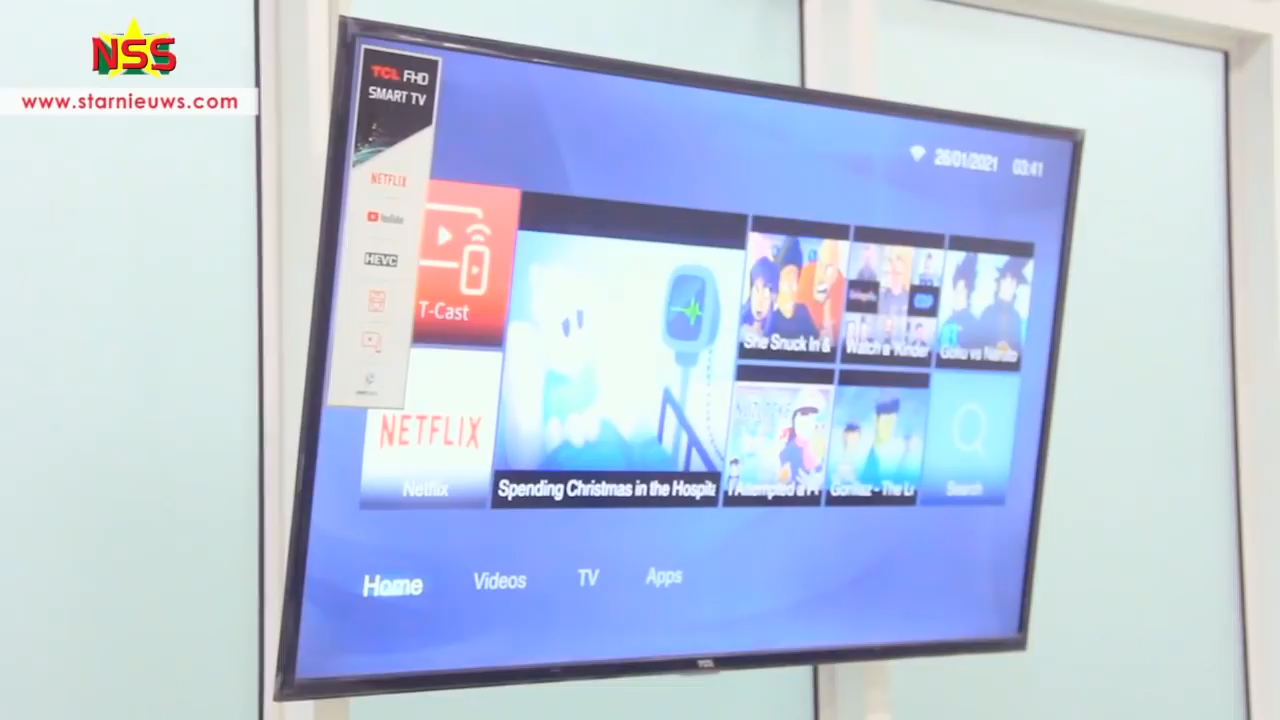 NSS
www.starnieuws.com
TCL FHD
SMART TV
NETFLIX
YouTube
HEVC
26/01/2021 03:41
T-Cast
She Snuck In &
Watch a 'Kinder
Goku vs Naruto
NETFLIX
Netflix
Spending Christmas in the Hospita
I Attempted a
Gorillaz - The
Search
Home
Videos
TV
Apps
TCL